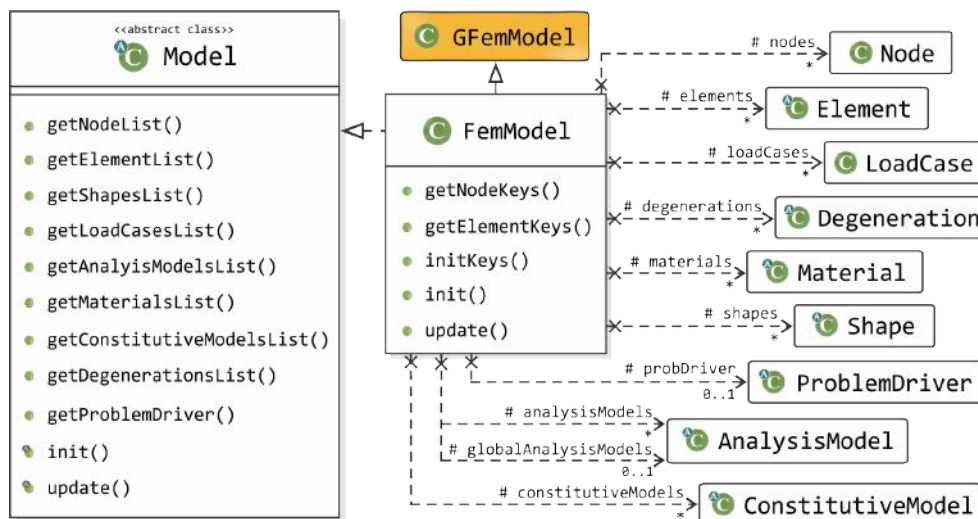 <<abstract class>>
A C Model
getNodeList()
getElementList()
getShapesList()
getLoadCasesList()
getAnalyisModelsList()
getMaterialsList()
getConstitutiveModelsList()
getDegenerationsList()
getProblemDriver()
init()
update()
C GFemModel
C FemModel
getNodeKeys()
getElementKeys()
initKeys()
init()
update()
# nodes
*
C Node
# elements
*
A C Element
# loadCases
*
C LoadCase
# degenerations
*
A C Degeneration
# materials
*
A C Material
# shapes
*
A C Shape
# probDriver
0..1
A C ProblemDriver
# analysisModels
*
# globalAnalysisModels
0..1
A C AnalysisModel
# constitutiveModels
*
A C ConstitutiveModel